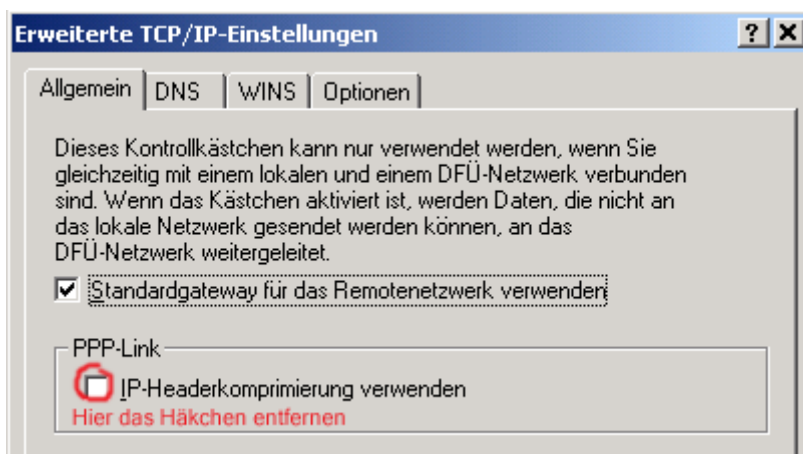 Erweiterte TCP/IP-Einstellungen
Allgemein DNS WINS Optionen
Dieses Kontrollkästchen kann nur verwendet werden, wenn Sie
gleichzeitig mit einem lokalen und einem DFÜ-Netzwerk verbunden
sind. Wenn das Kästchen aktiviert ist, werden Daten, die nicht an
das lokale Netzwerk gesendet werden können, an das
DFÜ-Netzwerk weitergeleitet.
Standardgateway für das Remotenetzwerk verwenden
PPP-Link
IP-Headerkomprimierung verwenden
Hier das Häkchen entfernen